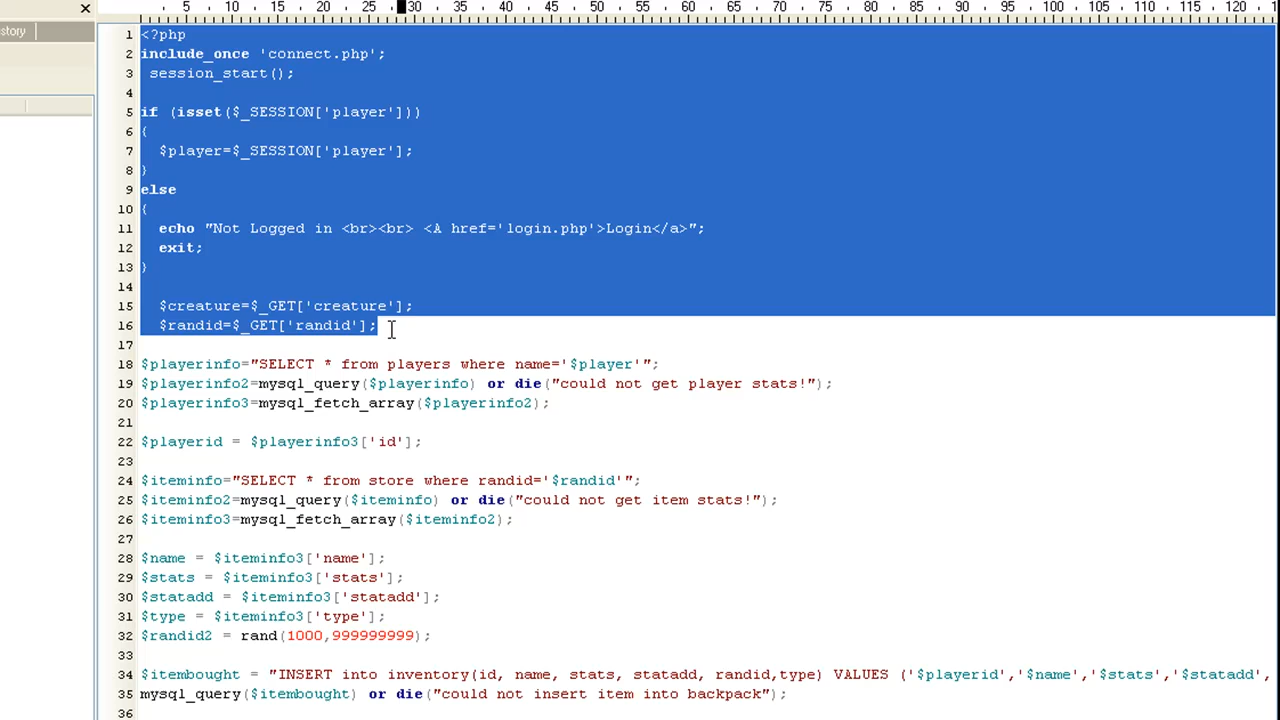 story
5 10 15 20 25 30 35 40 45 50 55 60 65 70 75 80 85 90 95 100 105 110 115 120
1 <?php
2 include_once 'connect.php';
3 session_start();
4
5 if (isset($_SESSION['player']))
6 {
7 $player=$_SESSION['player'];
8 }
9 else
10 {
11 echo "Not Logged in <br><br> <A href='login.php'>Login</a>";
12 exit;
13 }
14
15 $creature=$_GET['creature'];
16 $randid=$_GET['randid'];
17
18 $playerinfo="SELECT * from players where name='$player'";
19 $playerinfo2=mysql_query($playerinfo) or die("could not get player stats!");
20 $playerinfo3=mysql_fetch_array($playerinfo2);
21
22 $playerid = $playerinfo3['id'];
23
24 $iteminfo="SELECT * from store where randid='$randid'";
25 $iteminfo2=mysql_query($iteminfo) or die("could not get item stats!");
26 $iteminfo3=mysql_fetch_array($iteminfo2);
27
28 $name = $iteminfo3['name'];
29 $stats = $iteminfo3['stats'];
30 $statadd = $iteminfo3['statadd'];
31 $type = $iteminfo3['type'];
32 $randid2 = rand(1000,999999999);
33
34 $itembought = "INSERT into inventory(id, name, stats, statadd, randid,type) VALUES ('$playerid','$name','$stats','$statadd',
35 mysql_query($itembought) or die("could not insert item into backpack");
36